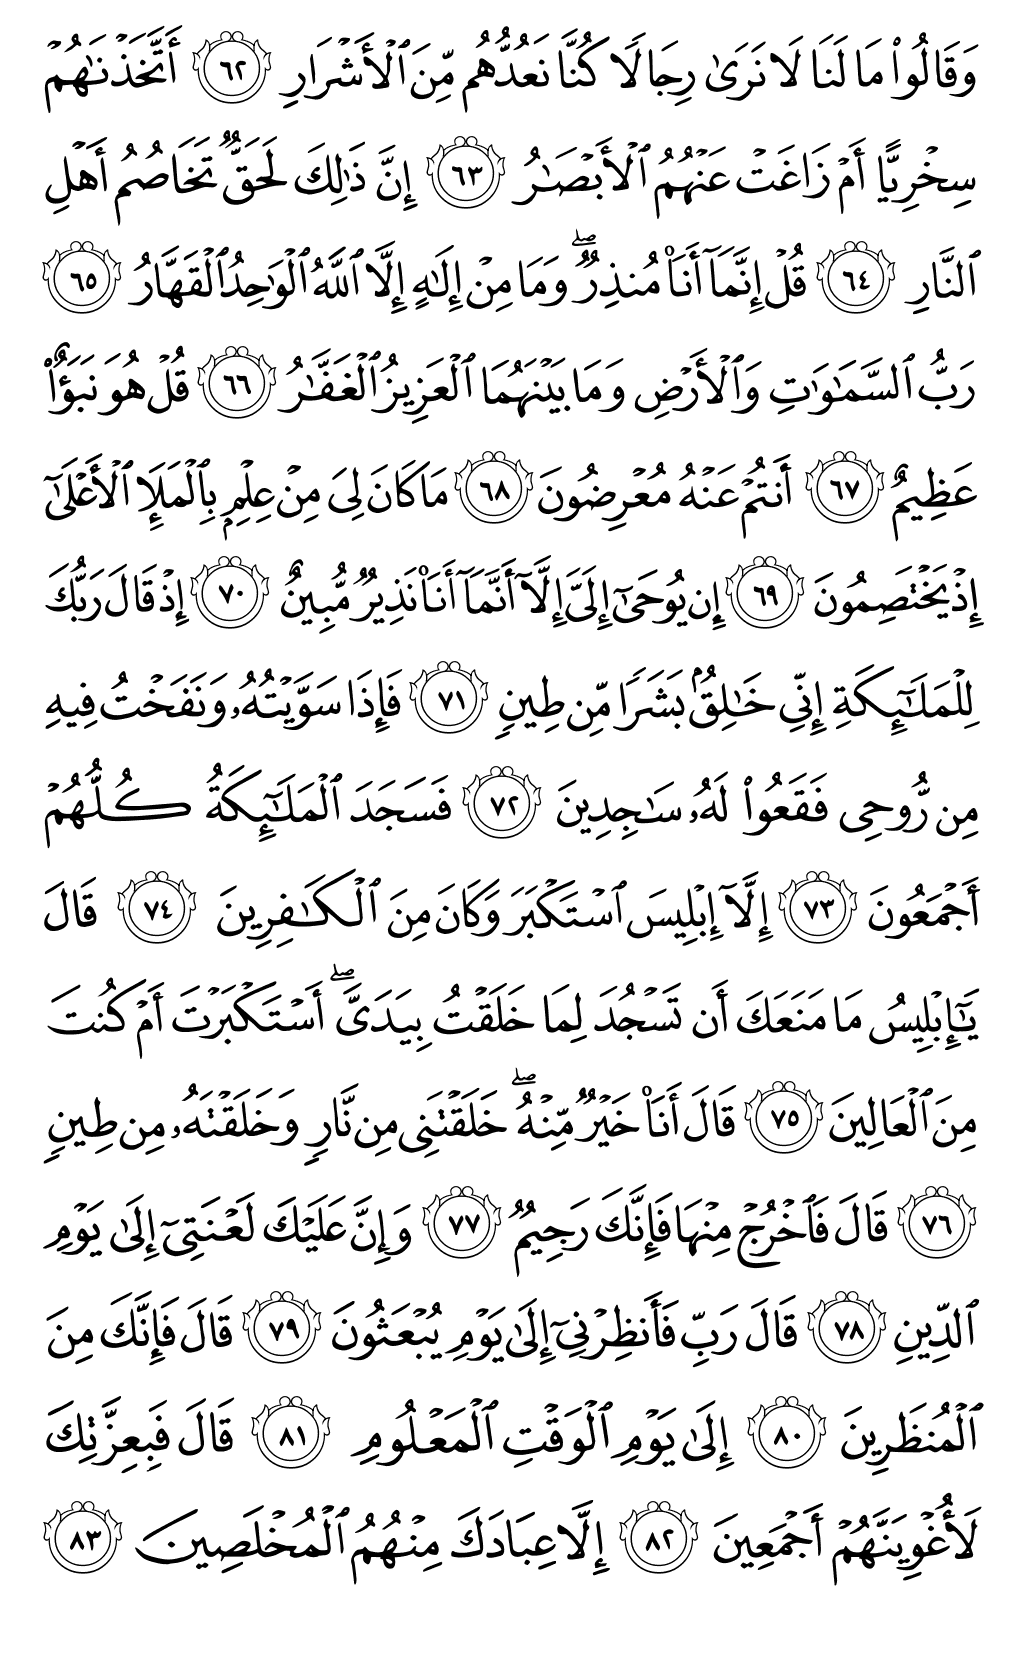 وَقَالُوا۟ مَا لَنَا لَا نَرَىٰ رِجَالًا كُنَّا نَعُدُّهُم مِّنَ ٱلْأَشْرَارِ ٦٢ أَتَّخَذْنَـٰهُمْ
سِخْرِيًّا أَمْ زَاغَتْ عَنْهُمُ ٱلْأَبْصَـٰرُ ٦٣ إِنَّ ذَٰلِكَ لَحَقٌّ تَخَاصُمُ أَهْلِ
ٱلنَّارِ ٦٤ قُلْ إِنَّمَآ أَنَا۠ مُنذِرٌ ۖ وَمَا مِنْ إِلَـٰهٍ إِلَّا ٱللَّهُ ٱلْوَٰحِدُ ٱلْقَهَّارُ ٦٥
رَبُّ ٱلسَّمَـٰوَٰتِ وَٱلْأَرْضِ وَمَا بَيْنَهُمَا ٱلْعَزِيزُ ٱلْغَفَّـٰرُ ٦٦ قُلْ هُوَ نَبَؤٌا۟
عَظِيمٌ ٦٧ أَنتُمْ عَنْهُ مُعْرِضُونَ ٦٨ مَا كَانَ لِىَ مِنْ عِلْمٍۭ بِٱلْمَلَإِ ٱلْأَعْلَىٰٓ
إِذْ يَخْتَصِمُونَ ٦٩ إِن يُوحَىٰٓ إِلَىَّ إِلَّآ أَنَّمَآ أَنَا۠ نَذِيرٌ مُّبِينٌ ٧٠ إِذْ قَالَ رَبُّكَ
لِلْمَلَـٰٓئِكَةِ إِنِّى خَـٰلِقٌۢ بَشَرًا مِّن طِينٍ ٧١ فَإِذَا سَوَّيْتُهُۥ وَنَفَخْتُ فِيهِ
مِن رُّوحِى فَقَعُوا۟ لَهُۥ سَـٰجِدِينَ ٧٢ فَسَجَدَ ٱلْمَلَـٰٓئِكَةُ كُلُّهُمْ
أَجْمَعُونَ ٧٣ إِلَّآ إِبْلِيسَ ٱسْتَكْبَرَ وَكَانَ مِنَ ٱلْكَـٰفِرِينَ ٧٤ قَالَ
يَـٰٓإِبْلِيسُ مَا مَنَعَكَ أَن تَسْجُدَ لِمَا خَلَقْتُ بِيَدَىَّ ۖ أَسْتَكْبَرْتَ أَمْ كُنتَ
مِنَ ٱلْعَالِينَ ٧٥ قَالَ أَنَا۠ خَيْرٌ مِّنْهُ ۖ خَلَقْتَنِى مِن نَّارٍ وَخَلَقْتَهُۥ مِن طِينٍ
٧٦ قَالَ فَٱخْرُجْ مِنْهَا فَإِنَّكَ رَجِيمٌ ٧٧ وَإِنَّ عَلَيْكَ لَعْنَتِىٓ إِلَىٰ يَوْمِ
ٱلدِّينِ ٧٨ قَالَ رَبِّ فَأَنظِرْنِىٓ إِلَىٰ يَوْمِ يُبْعَثُونَ ٧٩ قَالَ فَإِنَّكَ مِنَ
ٱلْمُنظَرِينَ ٨٠ إِلَىٰ يَوْمِ ٱلْوَقْتِ ٱلْمَعْلُومِ ٨١ قَالَ فَبِعِزَّتِكَ
لَأُغْوِيَنَّهُمْ أَجْمَعِينَ ٨٢ إِلَّا عِبَادَكَ مِنْهُمُ ٱلْمُخْلَصِينَ ٨٣